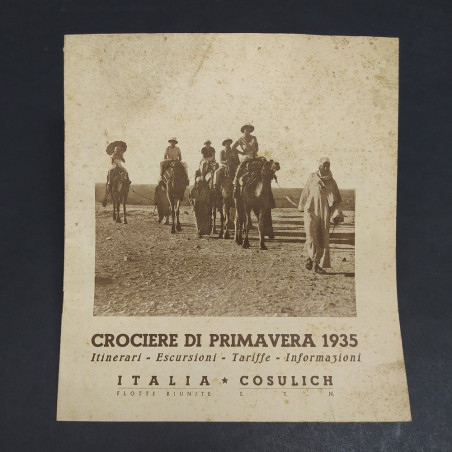 CROCIERE DI PRIMAVERA 1935
Itinerari - Escursioni - Tariffe - Informazioni
ITALIA ★ COSULICH
FLOTTE RIUNITE S. T. N.